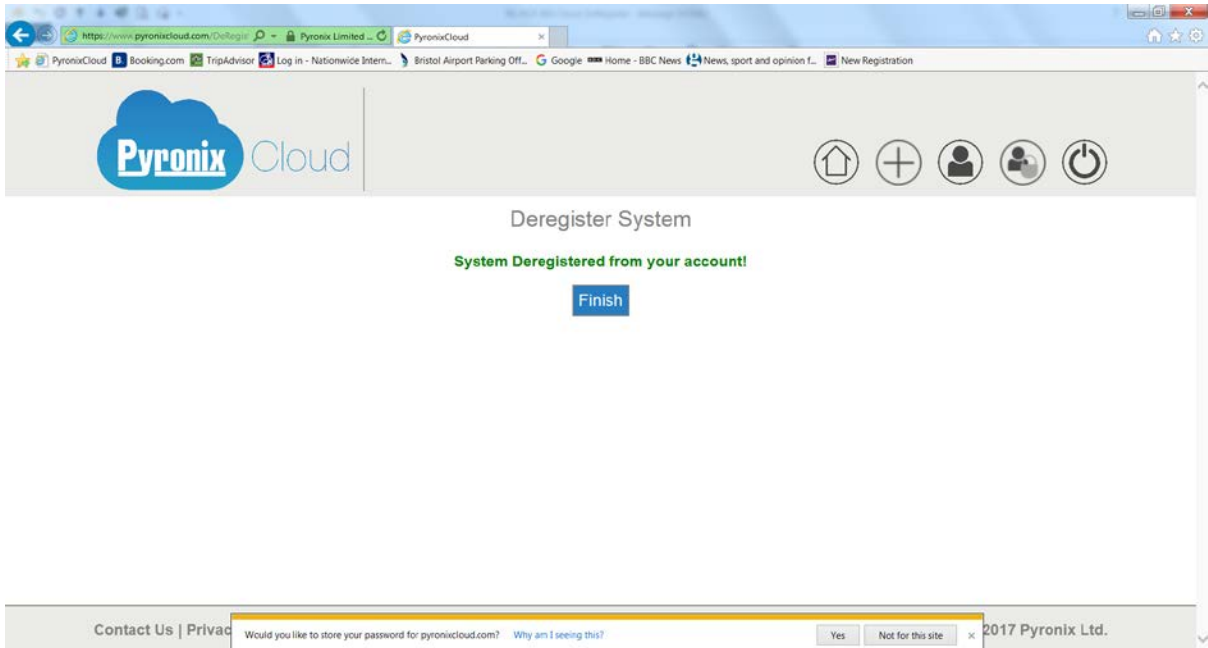 https://www.pyronixcloud.com/DeRegis Pyronix Limited ... PyronixCloud
PyronixCloud Booking.com TripAdvisor Log in - Nationwide Intern... Bristol Airport Parking Off... Google Home - BBC News News, sport and opinion f... New Registration
Pyronix Cloud
Deregister System
System Deregistered from your account!
Finish
Contact Us | Privac
2017 Pyronix Ltd.
Would you like to store your password for pyronixcloud.com? Why am I seeing this? Yes Not for this site